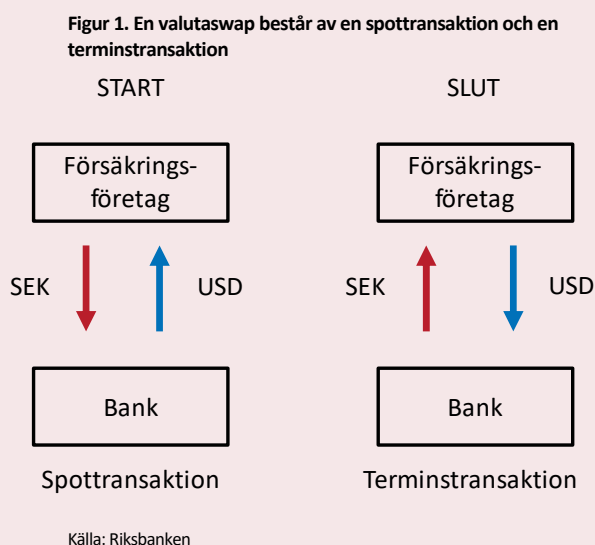 Figur 1. En valutaswap består av en spottransaktion och en
terminstransaktion
START
SLUT
Försäkrings-
företag
Försäkrings-
företag
SEK
USD
SEK
USD
Bank
Bank
Spottransaktion
Terminstransaktion
Källa: Riksbanken